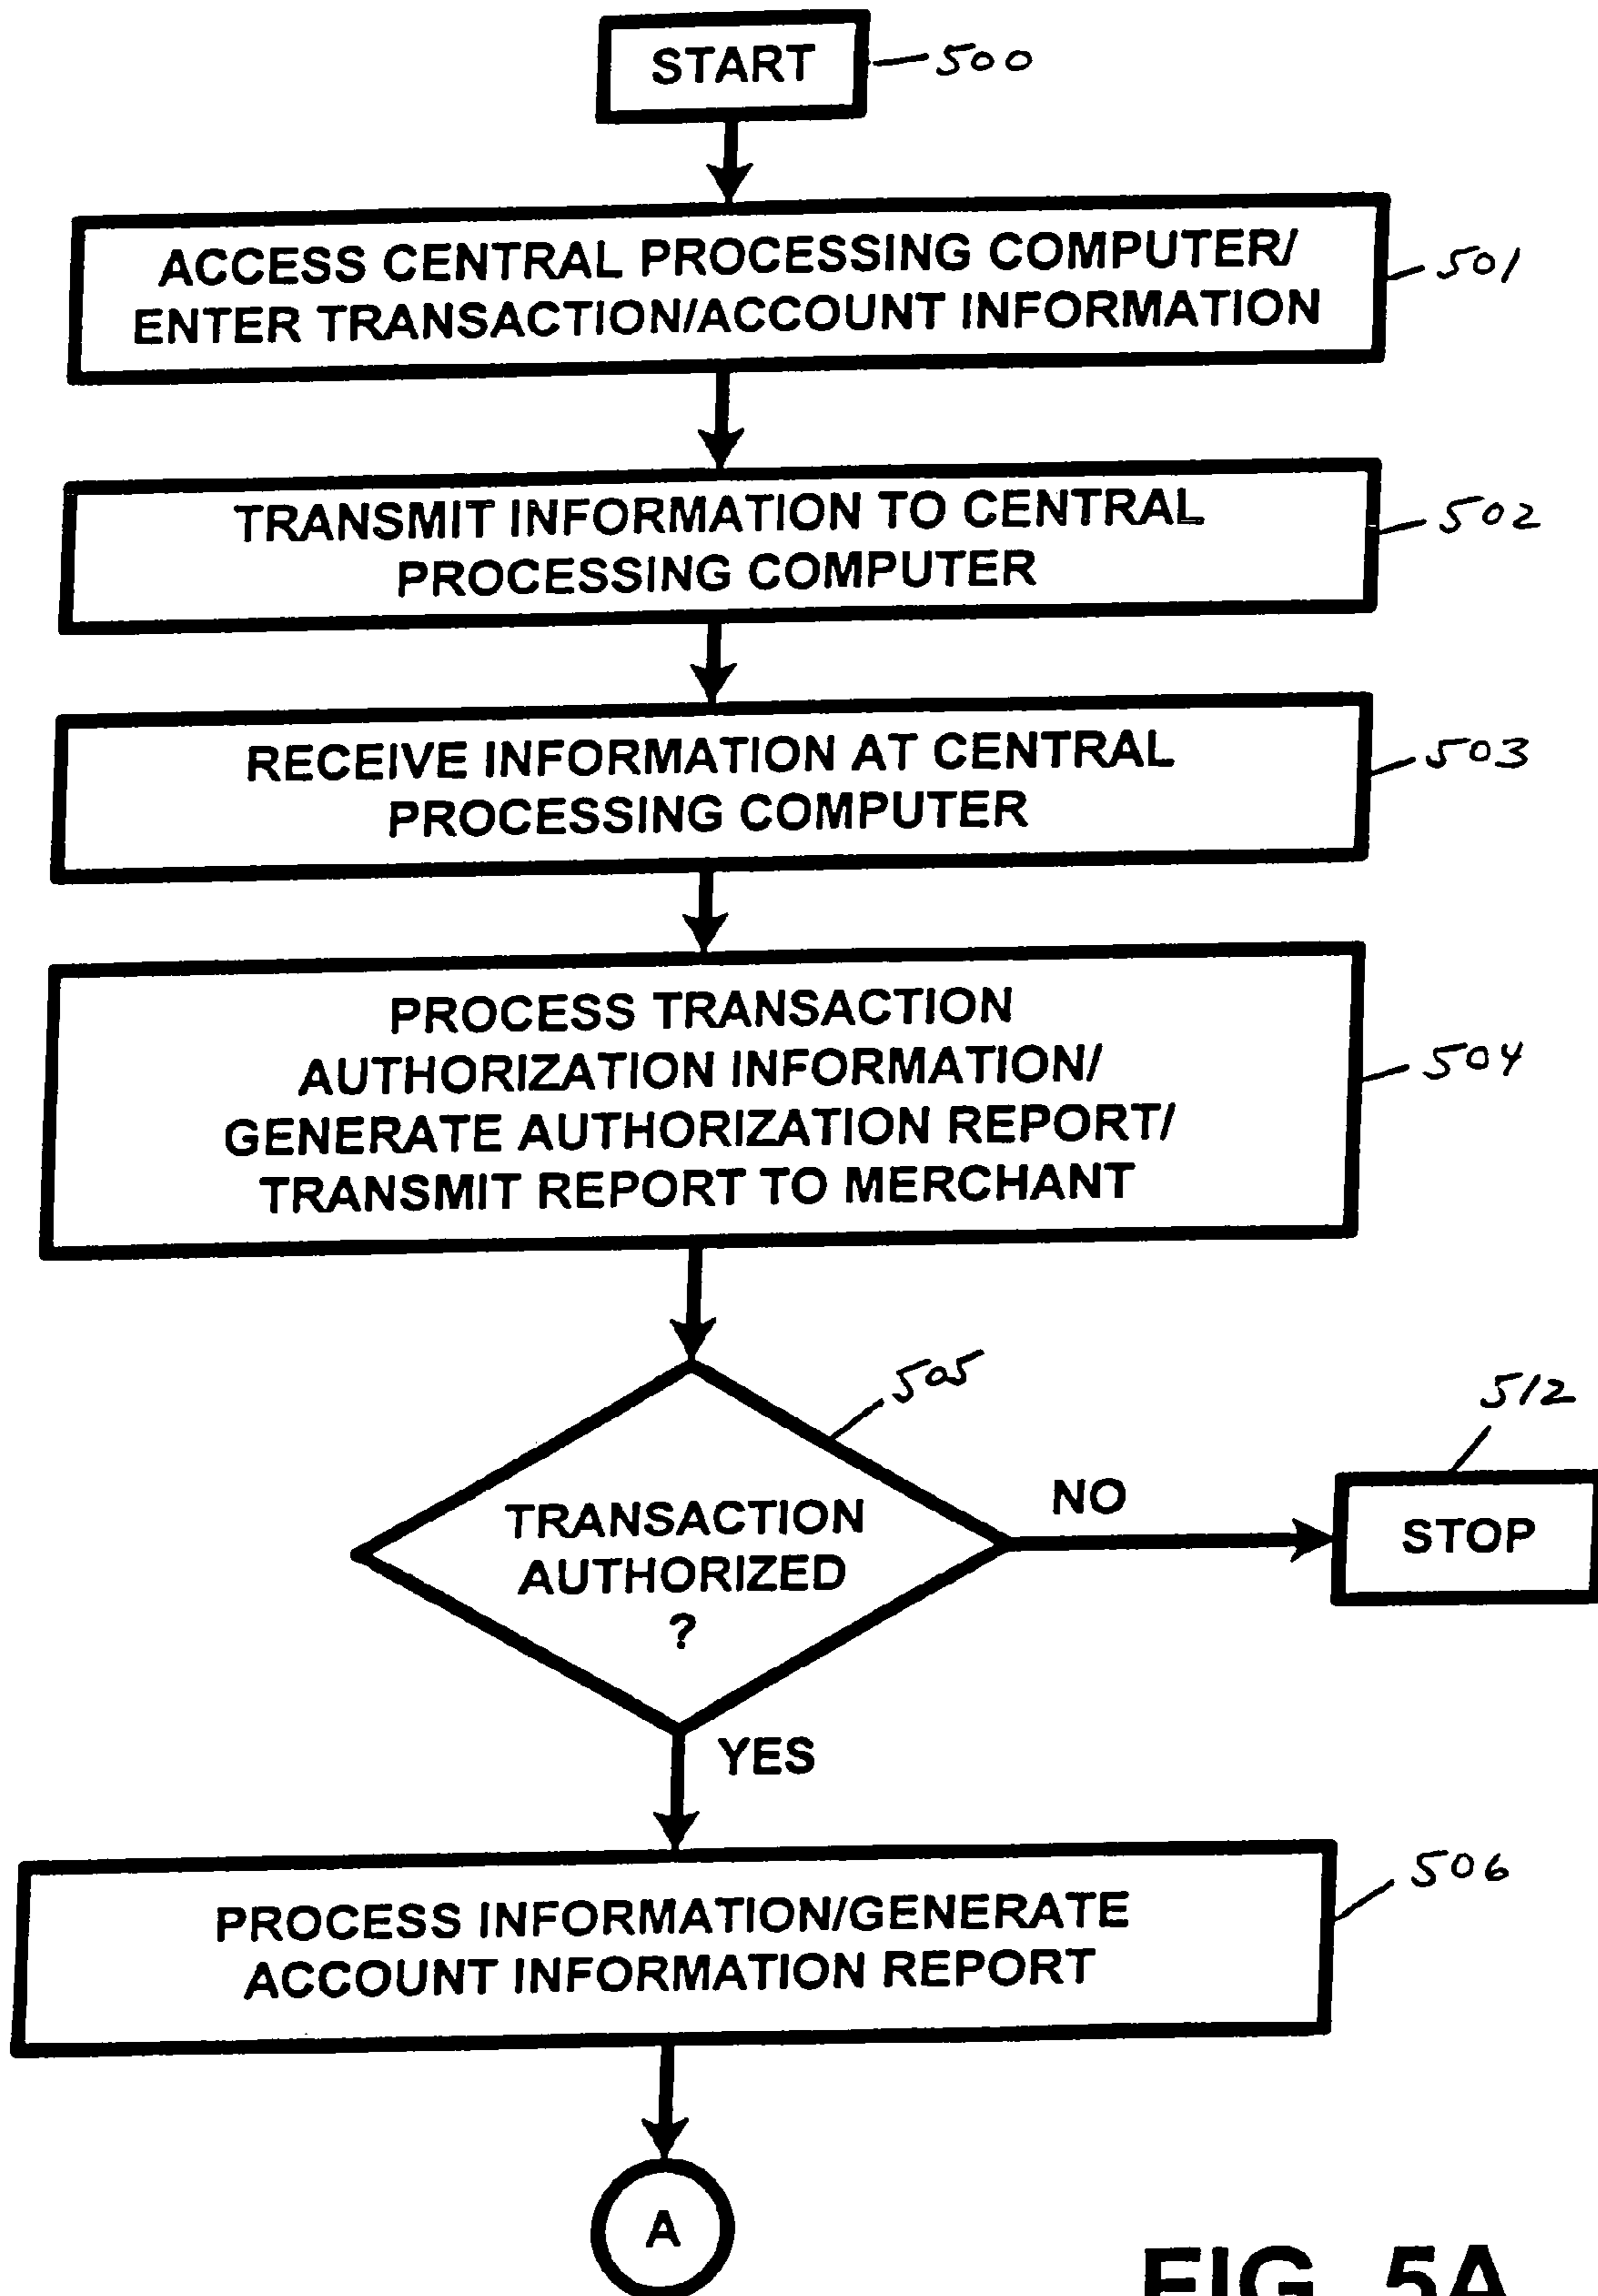 START
500
ACCESS CENTRAL PROCESSING COMPUTER/
ENTER TRANSACTION/ACCOUNT INFORMATION
501
TRANSMIT INFORMATION TO CENTRAL
PROCESSING COMPUTER
502
RECEIVE INFORMATION AT CENTRAL
PROCESSING COMPUTER
503
PROCESS TRANSACTION
AUTHORIZATION INFORMATION/
GENERATE AUTHORIZATION REPORT/
TRANSMIT REPORT TO MERCHANT
504
505
TRANSACTION
AUTHORIZED
?
NO
512
STOP
YES
PROCESS INFORMATION/GENERATE
ACCOUNT INFORMATION REPORT
506
A
FIG. 5A